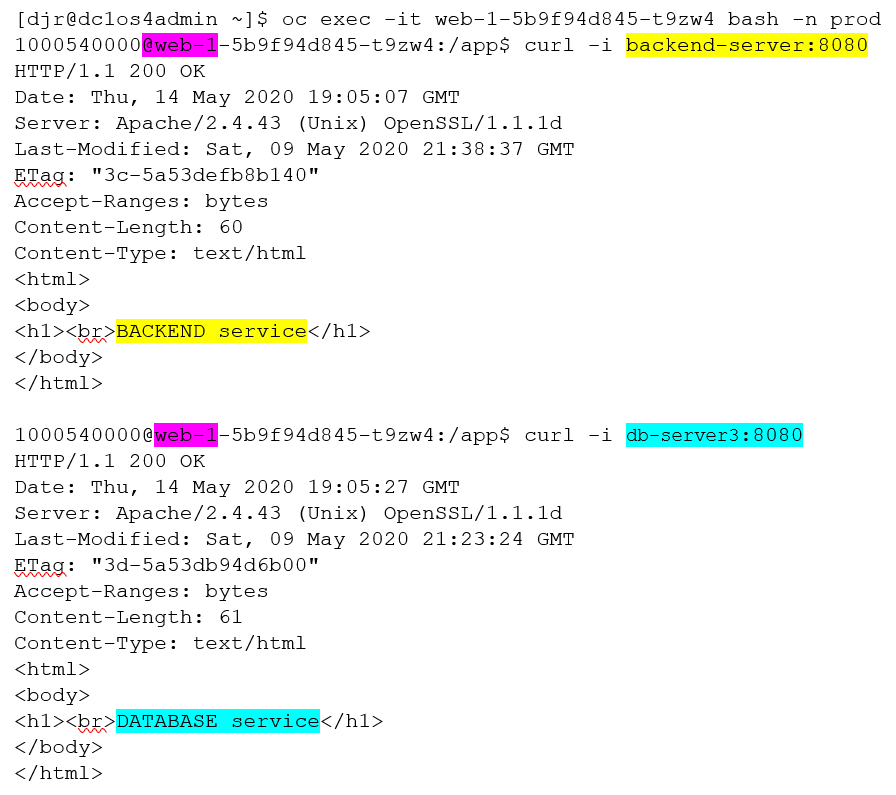 [djr@dc1os4admin ~]$ oc exec -it web-1-5b9f94d845-t9zw4 bash -n prod
1000540000@web-1-5b9f94d845-t9zw4:/app$ curl -i backend-server:8080
HTTP/1.1 200 OK
Date: Thu, 14 May 2020 19:05:07 GMT
Server: Apache/2.4.43 (Unix) OpenSSL/1.1.1d
Last-Modified: Sat, 09 May 2020 21:38:37 GMT
ETag: "3c-5a53defb8b140"
Accept-Ranges: bytes
Content-Length: 60
Content-Type: text/html
<html>
<body>
<h1><br>BACKEND service</h1>
</body>
</html>
1000540000@web-1-5b9f94d845-t9zw4:/app$ curl -i db-server3:8080
HTTP/1.1 200 OK
Date: Thu, 14 May 2020 19:05:27 GMT
Server: Apache/2.4.43 (Unix) OpenSSL/1.1.1d
Last-Modified: Sat, 09 May 2020 21:23:24 GMT
ETag: "3d-5a53db94d6b00"
Accept-Ranges: bytes
Content-Length: 61
Content-Type: text/html
<html>
<body>
<h1><br>DATABASE service</h1>
</body>
</html>